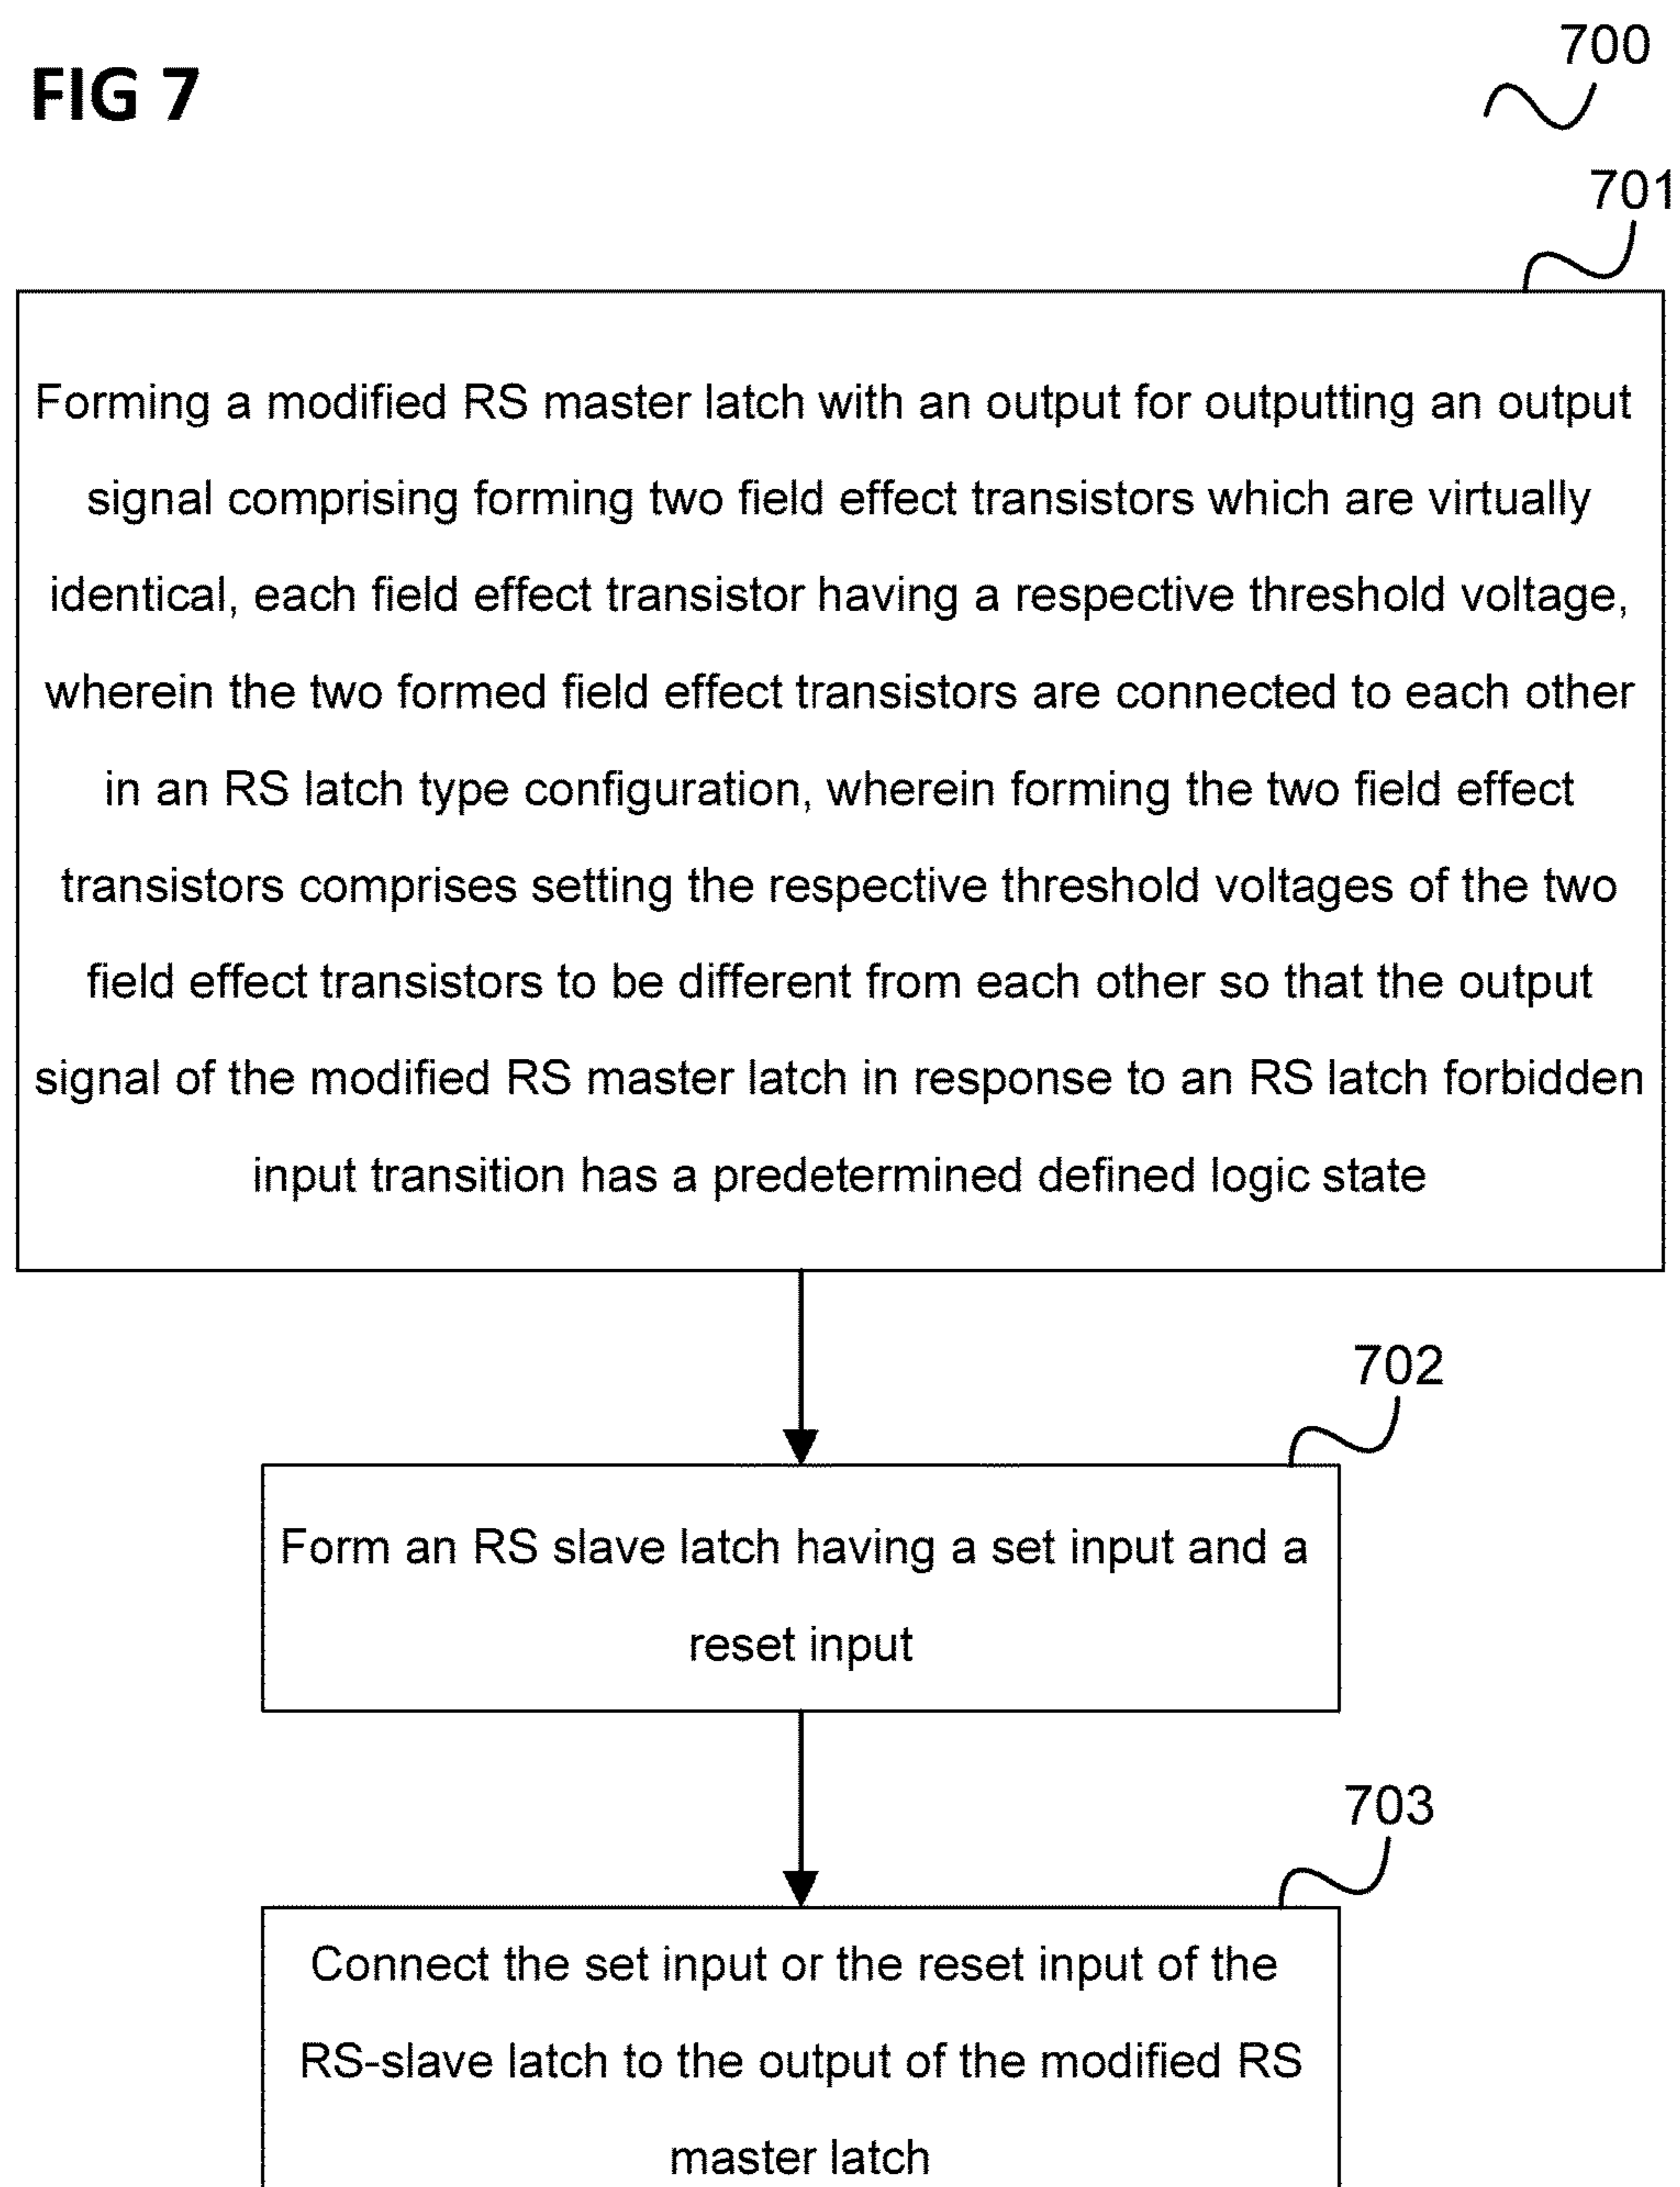 FIG 7
700
701
Forming a modified RS master latch with an output for outputting an output
signal comprising forming two field effect transistors which are virtually
identical, each field effect transistor having a respective threshold voltage,
wherein the two formed field effect transistors are connected to each other
in an RS latch type configuration, wherein forming the two field effect
transistors comprises setting the respective threshold voltages of the two
field effect transistors to be different from each other so that the output
signal of the modified RS master latch in response to an RS latch forbidden
input transition has a predetermined defined logic state
702
Form an RS slave latch having a set input and a
reset input
703
Connect the set input or the reset input of the
RS-slave latch to the output of the modified RS
master latch